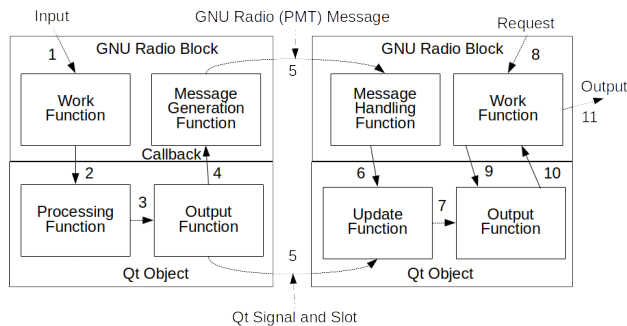 Input
GNU Radio (PMT) Message
Request
GNU Radio Block
GNU Radio Block
1
5
8
Work
Function
Message
Generation
Function
Message
Handling
Function
Work
Function
Output
11
Callback
2
4
6
9
10
Processing
Function
3
Output
Function
Update
Function
7
Output
Function
5
Qt Object
Qt Object
Qt Signal and Slot